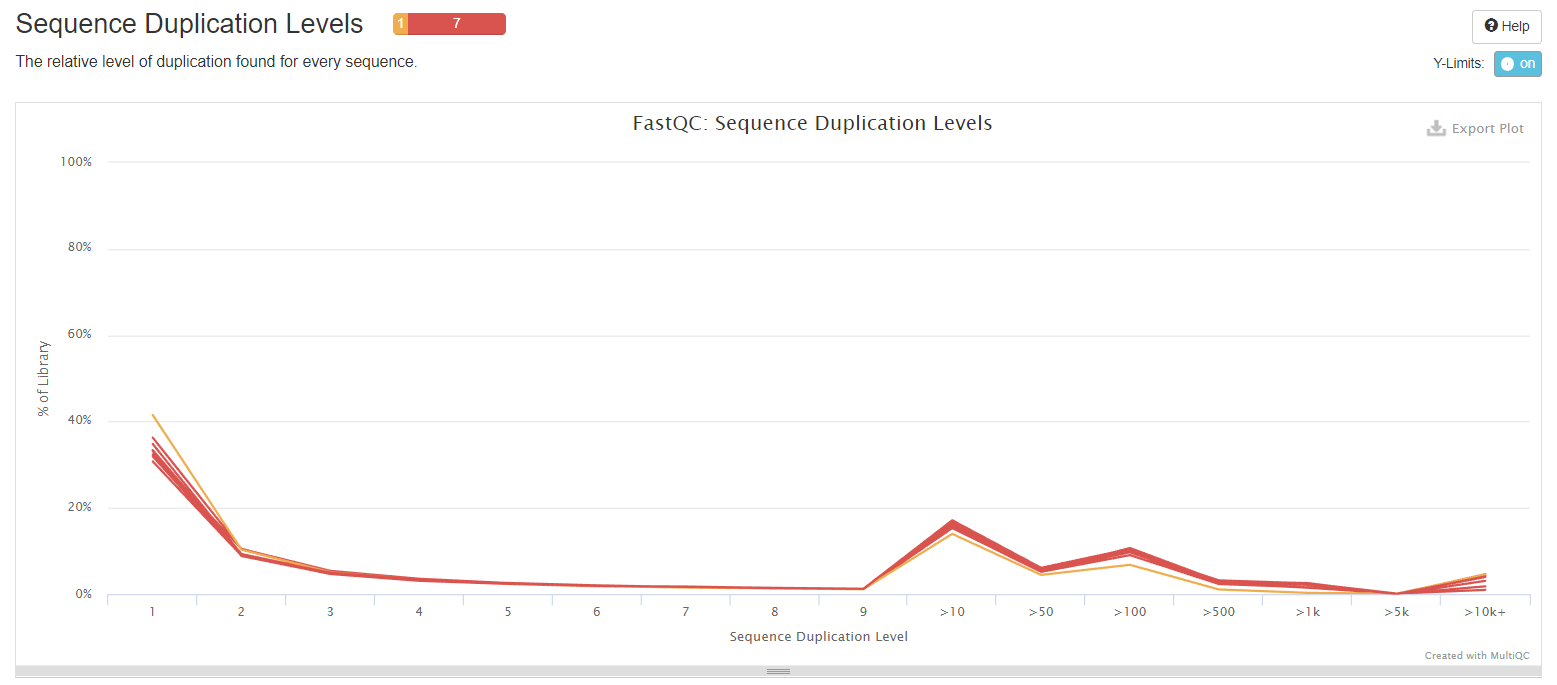 Sequence Duplication Levels 1 7 Help
The relative level of duplication found for every sequence. Y-Limits: on
FastQC: Sequence Duplication Levels
Export Plot
100%
80%
60%
40%
20%
0%
% of Library
1 2 3 4 5 6 7 8 9 >10 >50 >100 >500 >1k >5k >10k+
Sequence Duplication Level
Created with MultiQC